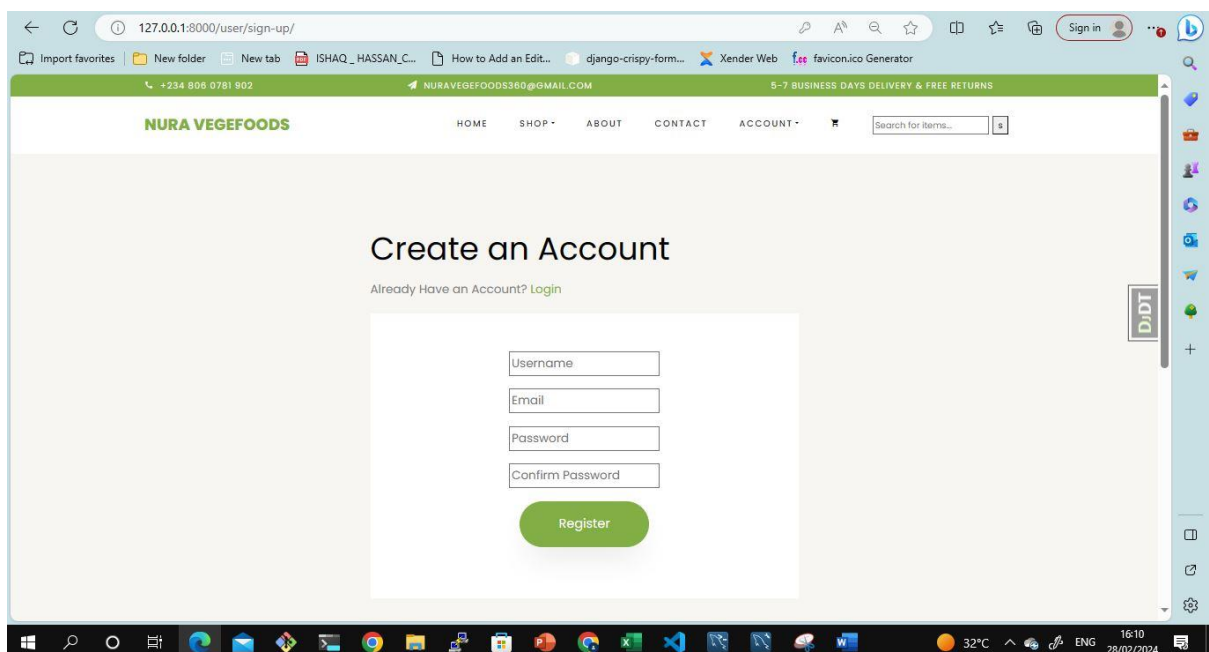 127.0.0.1:8000/user/sign-up/ Sign in
Import favorites New folder New tab ISHAQ_HASSAN_C... How to Add an Edit... django-crispy-form... Xender Web favicon.ico Generator
+234 806 0781 902 NURAVEGEFOODS360@GMAIL.COM 5-7 BUSINESS DAYS DELIVERY & FREE RETURNS
NURA VEGEFOODS HOME SHOP ABOUT CONTACT ACCOUNT Search for items... s
Create an Account
Already Have an Account? Login
DjDT
Username
Email
Password
Confirm Password
Register
32°C ENG 16:10
28/02/2024